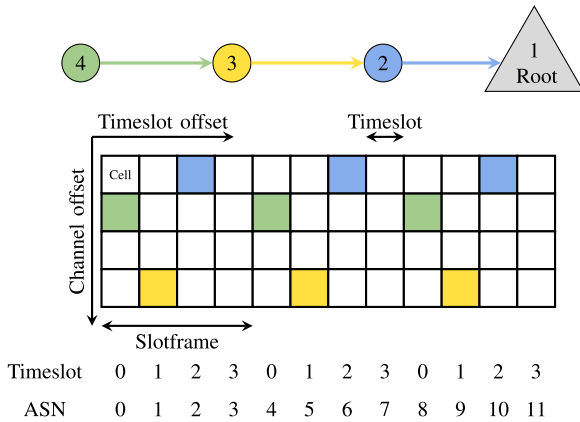 4 3 2 1
Root
Timeslot offset Timeslot
Cell
Channel offset
Slotframe
Timeslot 0 1 2 3 0 1 2 3 0 1 2 3
ASN 0 1 2 3 4 5 6 7 8 9 10 11